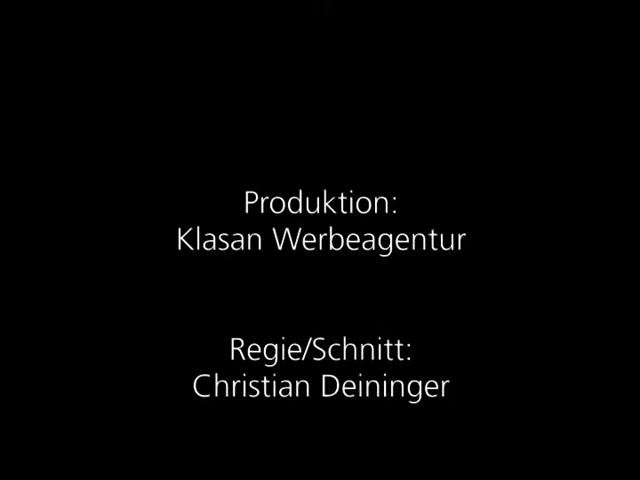 Produktion:
Klasan Werbeagentur
Regie/Schnitt:
Christian Deininger